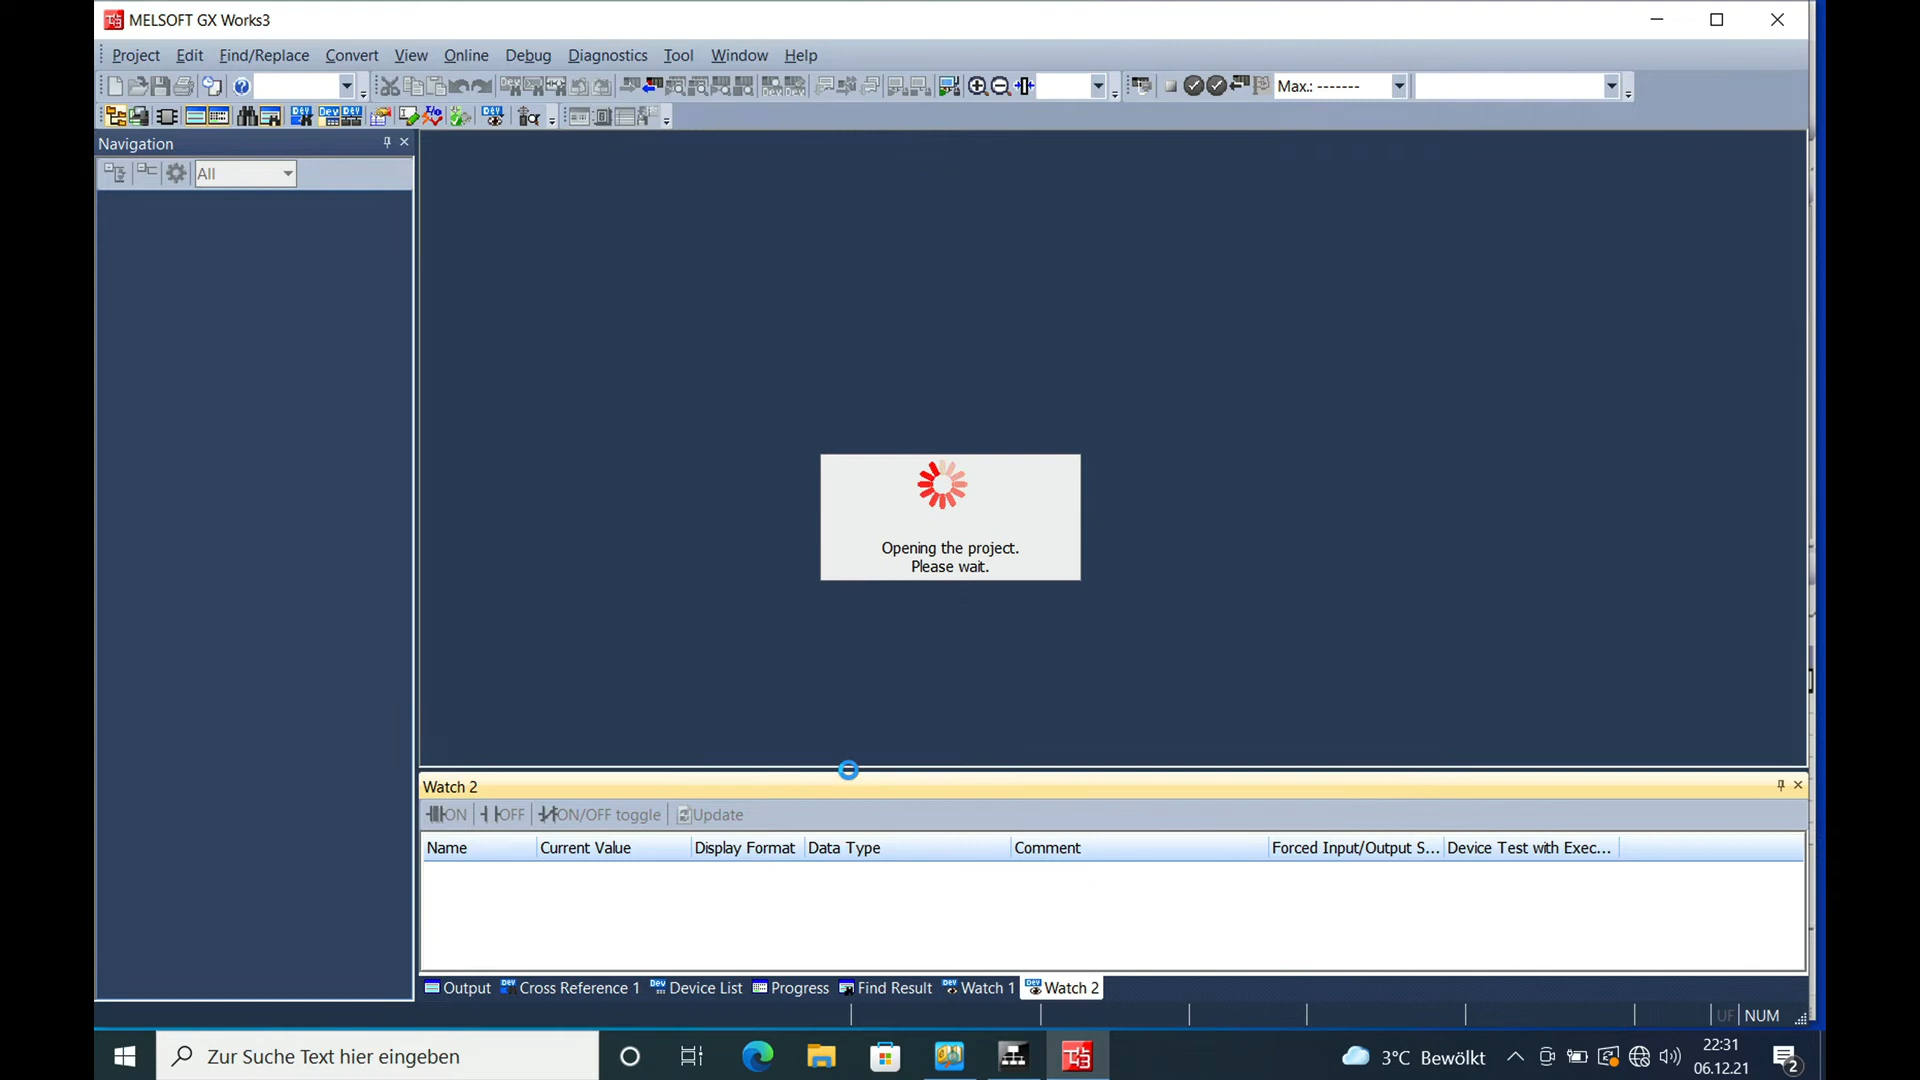 MELSOFT GX Works3
Project Edit Find/Replace Convert View Online Debug Diagnostics Tool Window Help
Max.: -------
Navigation
All
Opening the project.
Please wait.
Watch 2
ON OFF ON/OFF toggle Update
Name Current Value Display Format Data Type Comment Forced Input/Output S... Device Test with Exec...
Output Cross Reference 1 Device List Progress Find Result Watch 1 Watch 2
UF NUM
Zur Suche Text hier eingeben
3°C Bewölkt
22:31
06.12.21
2